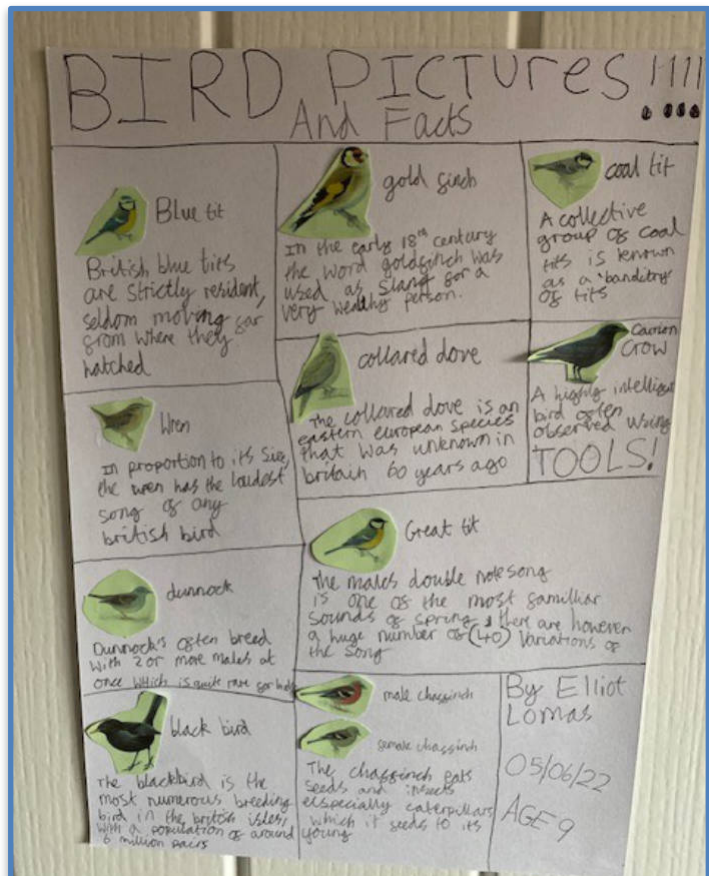 BIRD PICTURES !!!!
And Facts
Blue tit
British blue tits
are strictly resident,
seldom moving far
from where they
hatched
gold finch
In the early 18th century
the word goldfinch was
used as slang for a
very wealthy person.
coal tit
A collective
group of coal
tits is known
as a 'banditry
of tits
collared dove
The collared dove is an
eastern european species
that was unknown in
britain 60 years ago
Carrion
Crow
A highly intelligent
bird often
observed using
TOOLS!
Wren
In proportion to its size,
the wren has the loudest
song of any
british bird
Great tit
The males double note song
is one of the most familiar
sounds of spring, there are however
a huge number of (40) variations of
the song
dunnock
Dunnock's often breed
with 2 or more males at
once which is quite rare for birds
black bird
The blackbird is the
most numerous breeding
bird in the british isles,
with a population of around
6 million pairs
male chaffinch
female chaffinch
The chaffinch eats
seeds and insects
especially caterpillars
which it feeds to its
young
By Elliot
Lomas
05/06/22
AGE 9